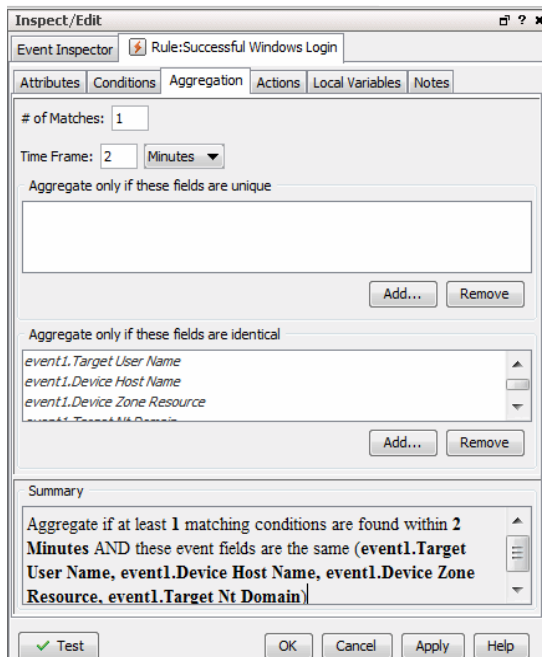 Inspect/Edit
Event Inspector
Rule:Successful Windows Login
Attributes
Conditions
Aggregation
Actions
Local Variables
Notes
# of Matches: 1
Time Frame: 2 Minutes
Aggregate only if these fields are unique
Add... Remove
Aggregate only if these fields are identical
event1.Target User Name
event1.Device Host Name
event1.Device Zone Resource
event1.Target Nt Domain
Add... Remove
Summary
Aggregate if at least 1 matching conditions are found within 2
Minutes AND these event fields are the same (event1.Target
User Name, event1.Device Host Name, event1.Device Zone
Resource, event1.Target Nt Domain)
Test
OK
Cancel
Apply
Help